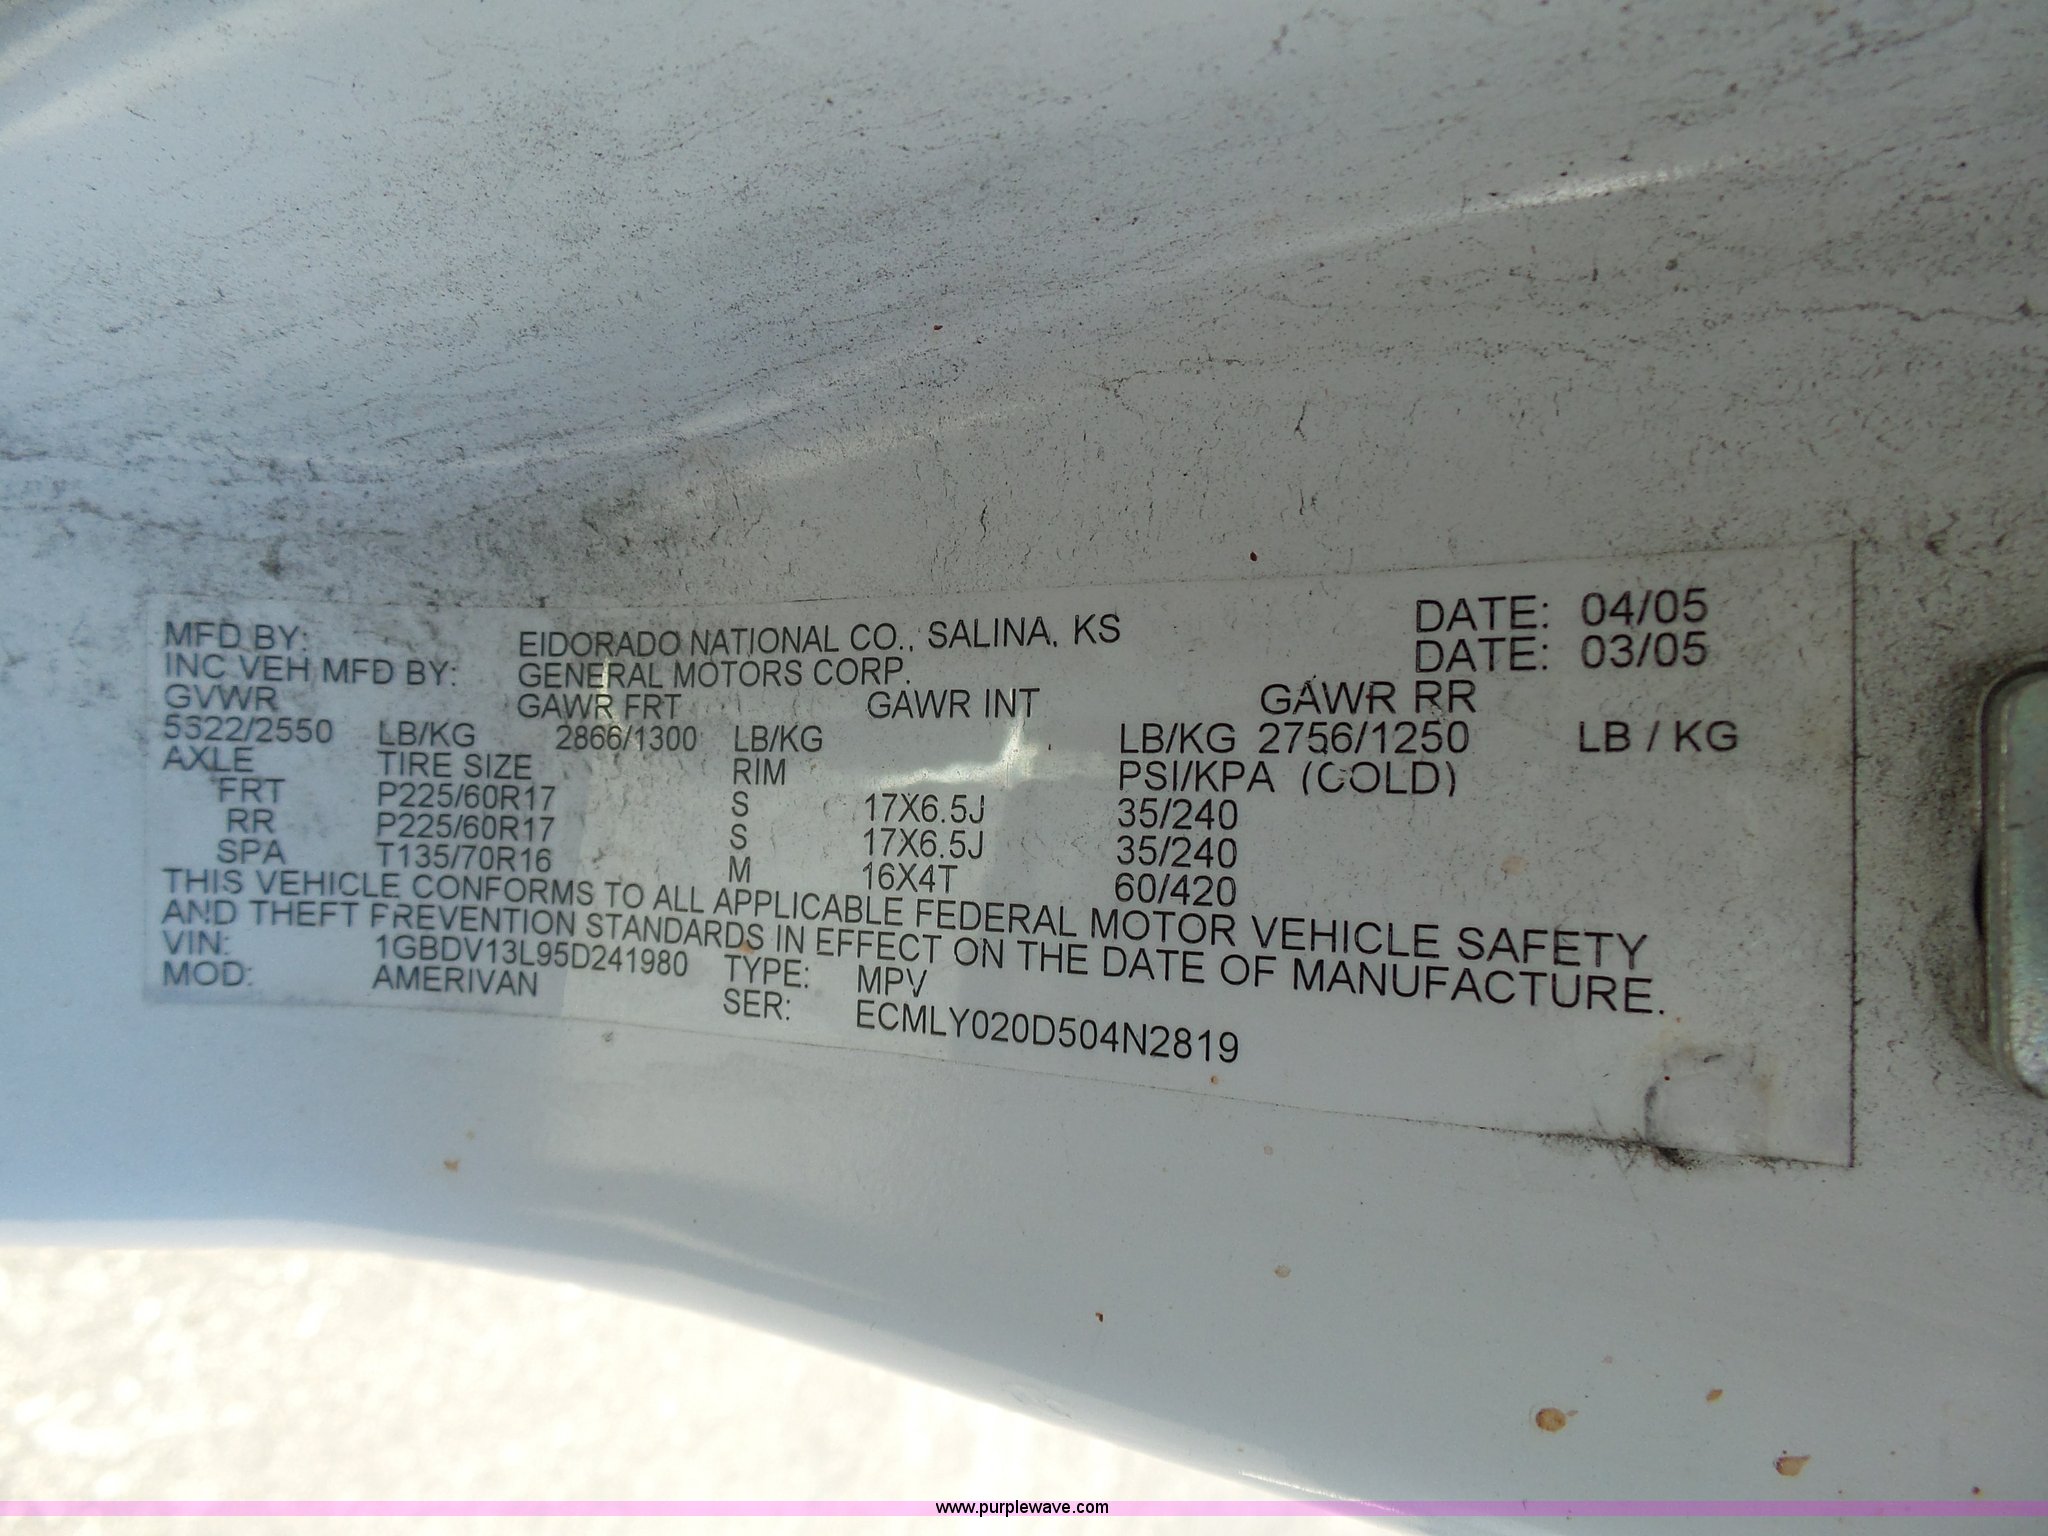 MFD BY: EIDORADO NATIONAL CO., SALINA, KS DATE: 04/05
INC VEH MFD BY: GENERAL MOTORS CORP. DATE: 03/05
GVWR GAWR FRT GAWR INT GAWR RR
5522/2550 LB/KG 2866/1300 LB/KG LB/KG 2756/1250 LB / KG
AXLE TIRE SIZE RIM PSI/KPA (COLD)
FRT P225/60R17 S 17X6.5J 35/240
RR P225/60R17 S 17X6.5J 35/240
SPA T135/70R16 M 16X4T 60/420
THIS VEHICLE CONFORMS TO ALL APPLICABLE FEDERAL MOTOR VEHICLE SAFETY
AND THEFT PREVENTION STANDARDS IN EFFECT ON THE DATE OF MANUFACTURE.
VIN: 1GBDV13L95D241980 TYPE: MPV
MOD: AMERIVAN SER: ECMLY020D504N2819
www.purplewave.com